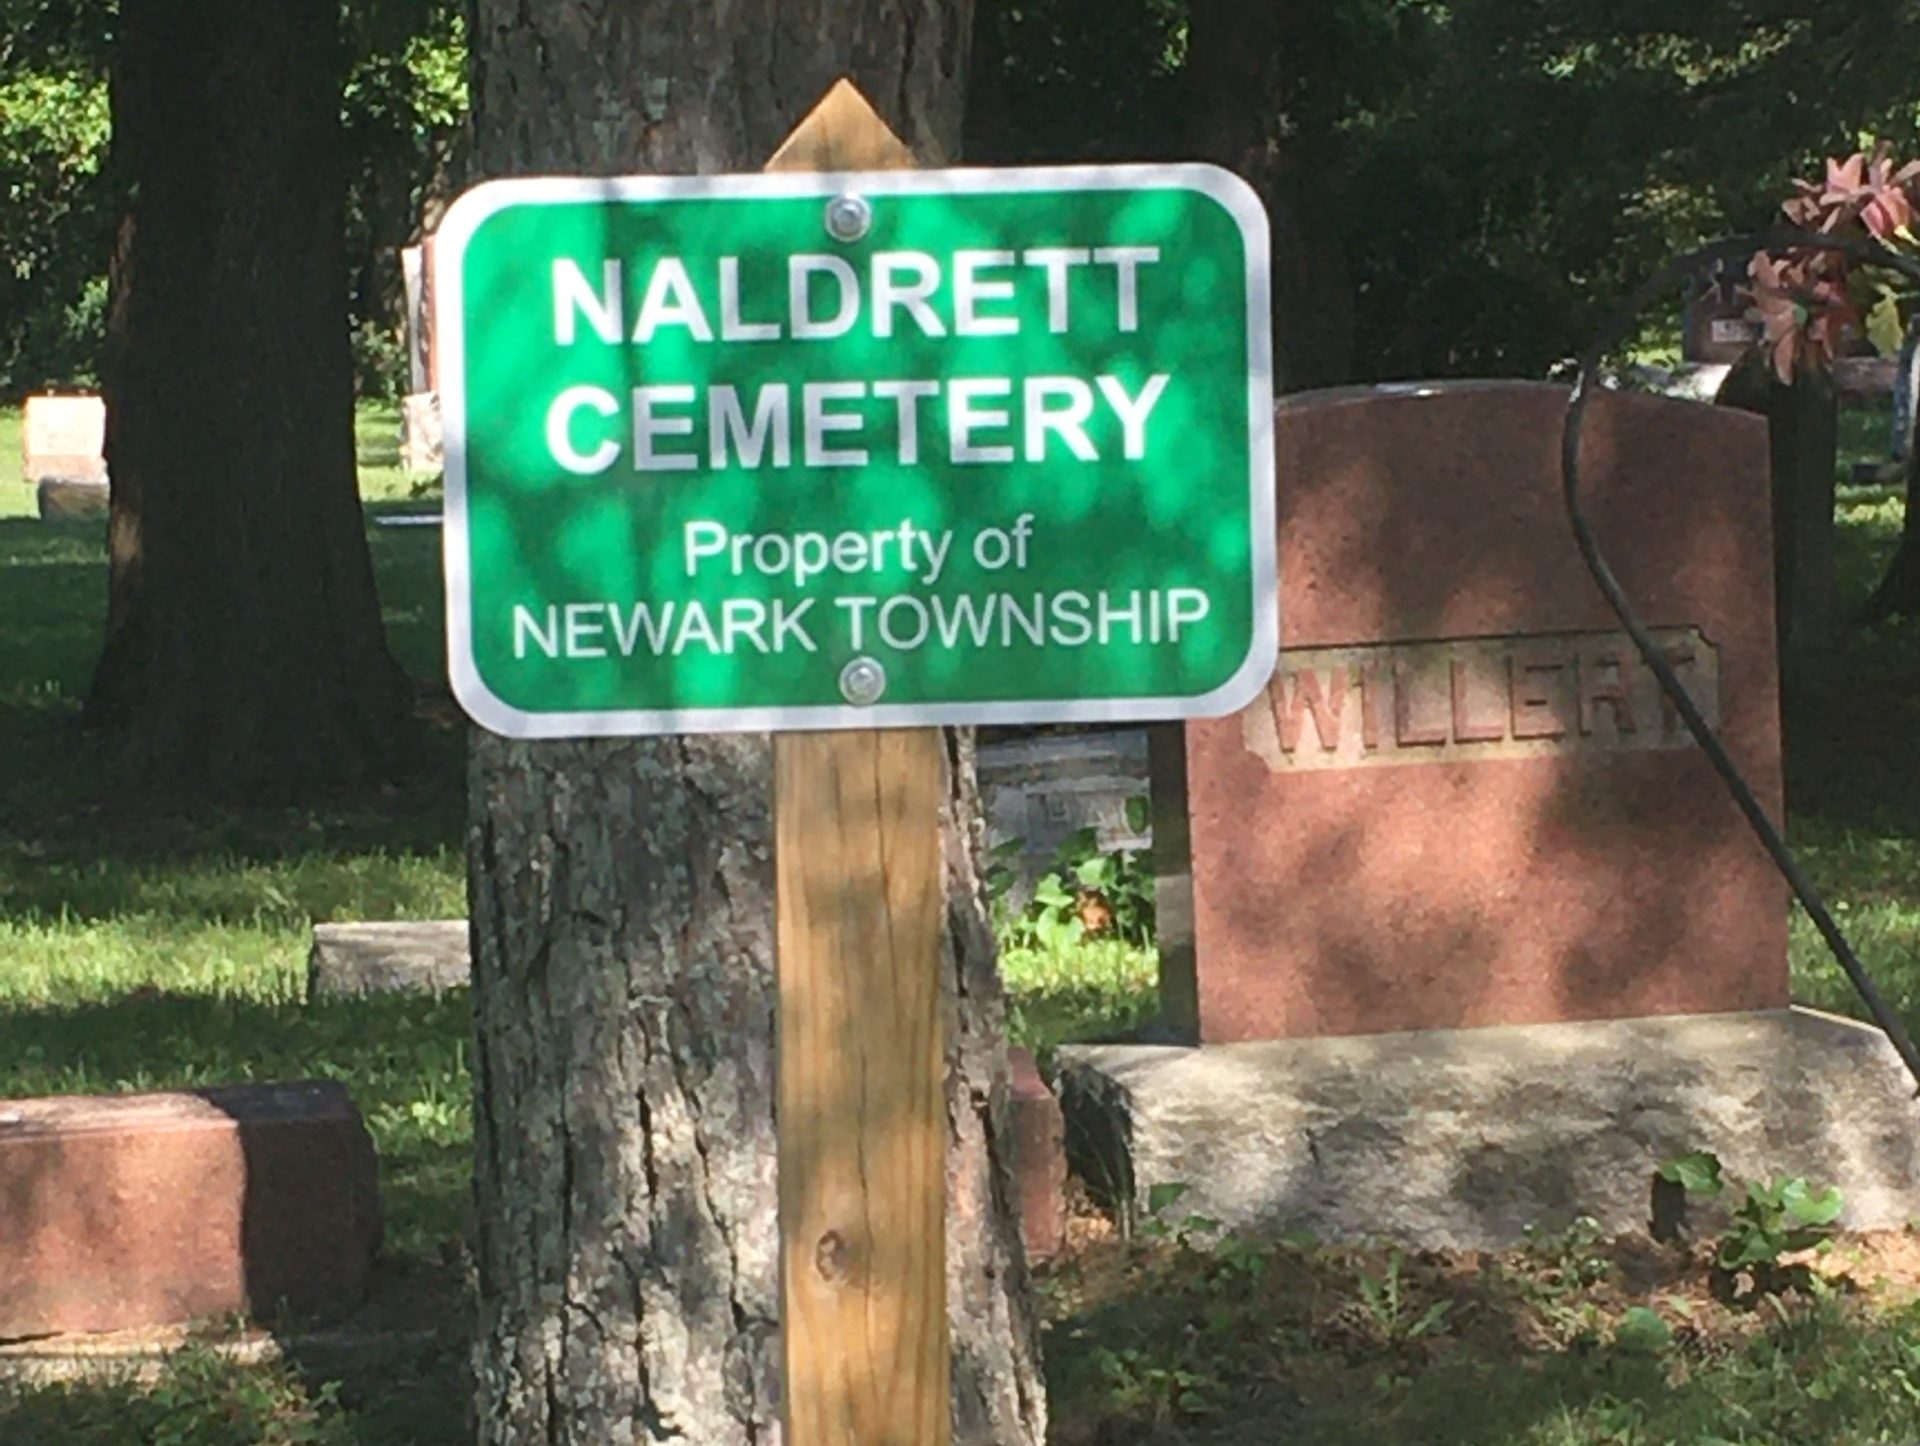 NALDRETT
CEMETERY
Property of
NEWARK TOWNSHIP
WILLERT